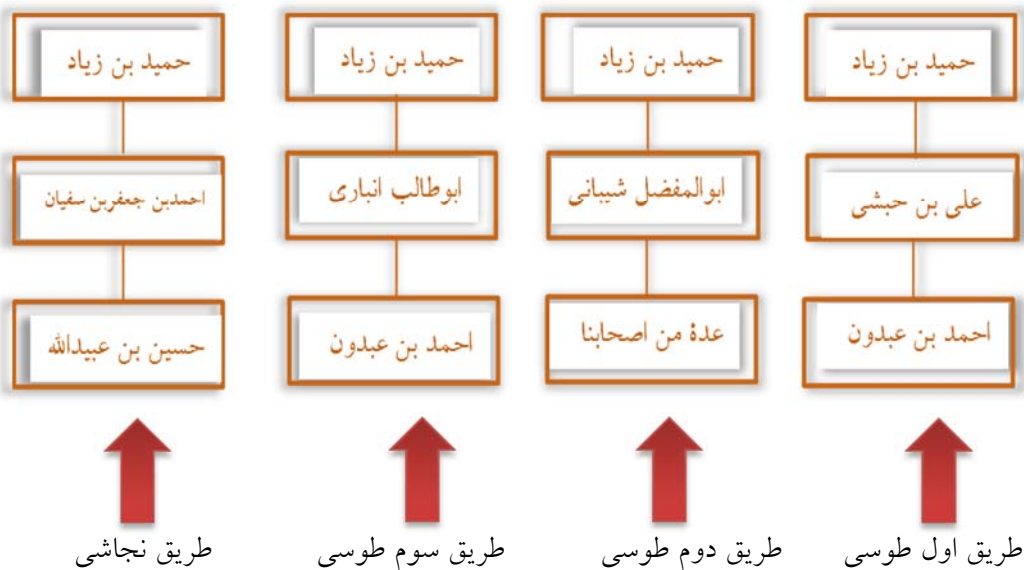 حمید بن زیاد
علی بن حبشی
احمد بن عبدون
طریق اول طوسی
حمید بن زیاد
ابوالمفضل شیبانی
عدة من اصحابنا
طریق دوم طوسی
حمید بن زیاد
ابوطالب انباری
احمد بن عبدون
طریق سوم طوسی
حمید بن زیاد
احمدبن جعفربن سفیان
حسین بن عبیدالله
طریق نجاشی